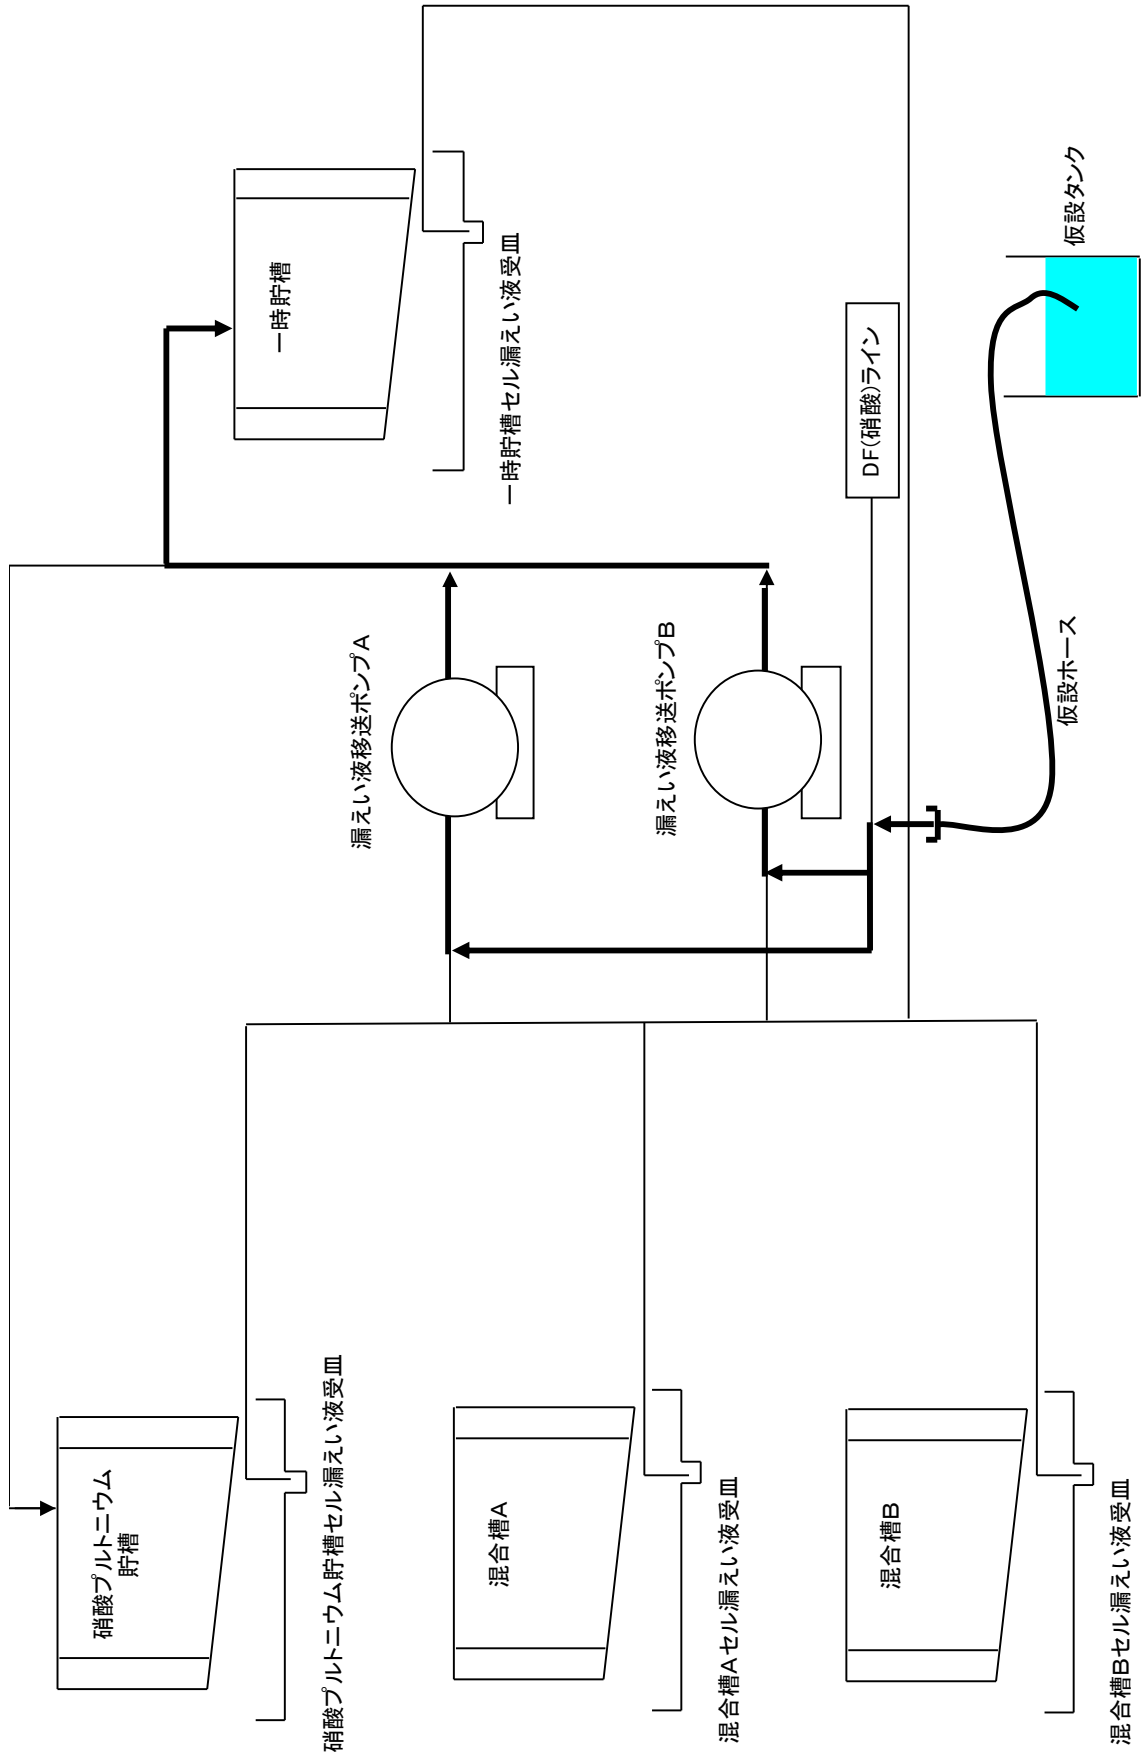 硝酸プルトニウム
貯槽
硝酸プルトニウム貯槽セル漏えい液受皿
一時貯槽
一時貯槽セル漏えい液受皿
漏えい液移送ポンプA
混合槽A
混合槽Aセル漏えい液受皿
漏えい液移送ポンプB
DF(硝酸)ライン
混合槽B
混合槽Bセル漏えい液受皿
仮設ホース
仮設タンク